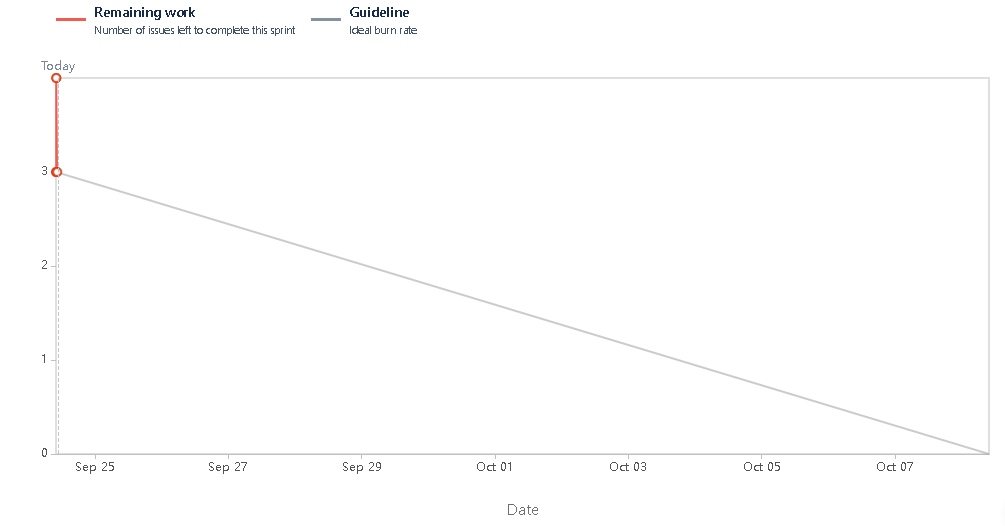 Remaining work
Number of issues left to complete this sprint
Guideline
Ideal burn rate
Today
3
2
1
0
Sep 25 Sep 27 Sep 29 Oct 01 Oct 03 Oct 05 Oct 07
Date